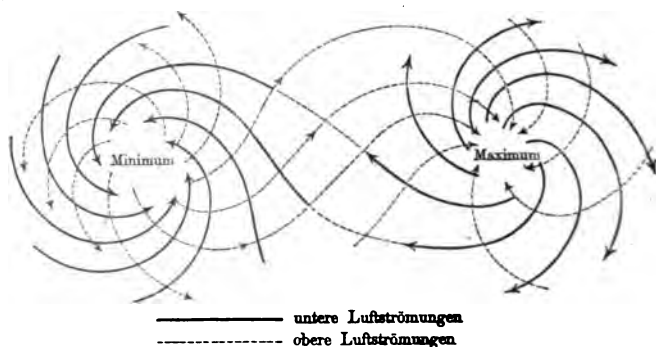 Minimum
Maximum
untere Luftströmungen
obere Luftströmungen